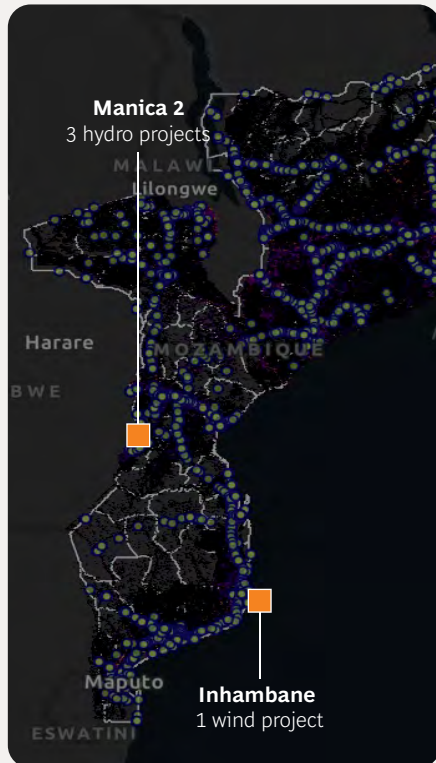 Manica 2
3 hydro projects
MALAWI
Lilongwe
Harare
MOZAMBIQUE
BWE
Maputo
Inhambane
1 wind project
ESWATINI